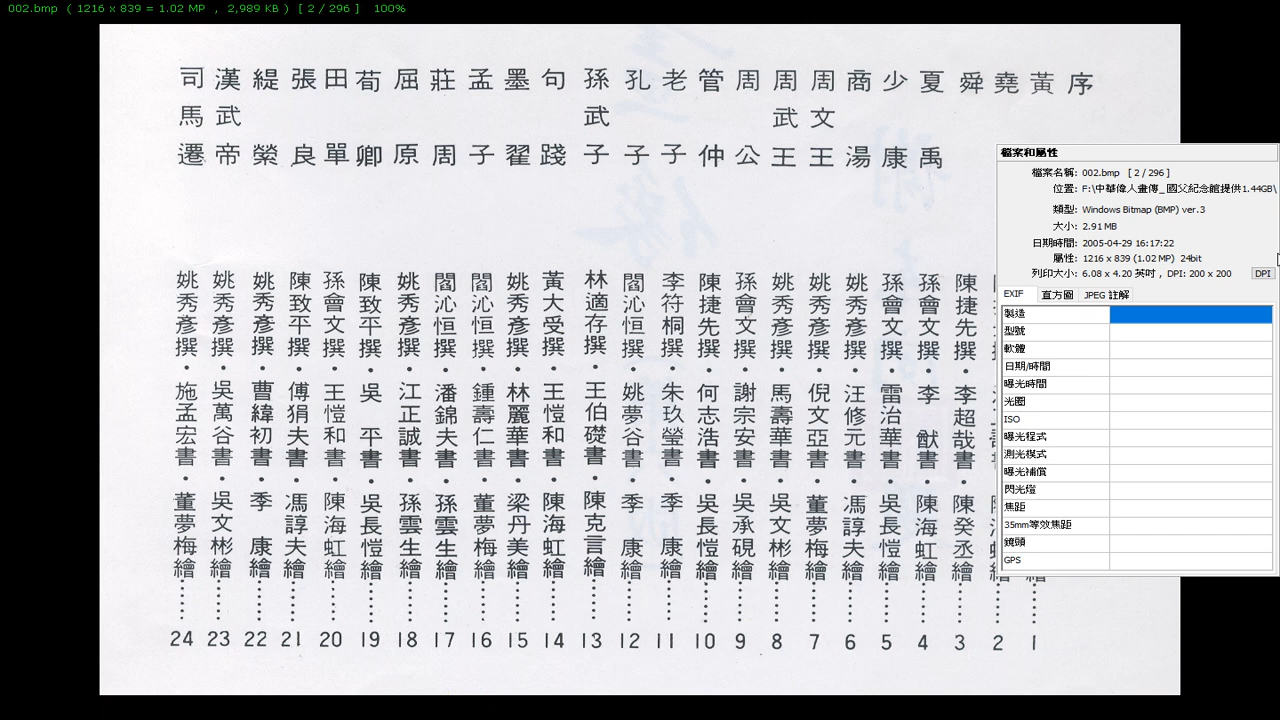 002.bmp ( 1216 x 839 = 1.02 MP , 2,989 KB ) [ 2 / 296 ] 100%
序
黃 繪……1
堯 ……2
舜 陳捷先撰・李超哉書・陳癸丞繪……3
夏禹 孫會文撰・李 猷書・陳海虹繪……4
少康 孫會文撰・雷治華書・吳長愷繪……5
商湯 姚秀彥撰・汪修元書・馮諄夫繪……6
周文王 姚秀彥撰・倪文亞書・董夢梅繪……7
周武王 姚秀彥撰・馬壽華書・吳文彬繪……8
周公 孫會文撰・謝宗安書・吳承硯繪……9
管仲 陳捷先撰・何志浩書・吳長愷繪……10
老子 李符桐撰・朱玖瑩書・季 康繪……11
孔子 閻沁恒撰・姚夢谷書・季 康繪……12
孫武子 林適存撰・王伯礎書・陳克言繪……13
句踐 黃大受撰・王愷和書・陳海虹繪……14
墨翟 姚秀彥撰・林麗華書・梁丹美繪……15
孟子 閻沁恒撰・鍾壽仁書・董夢梅繪……16
莊周 閻沁恒撰・潘錦夫書・孫雲生繪……17
屈原 姚秀彥撰・江正誠書・孫雲生繪……18
荀卿 陳致平撰・吳 平書・吳長愷繪……19
田單 孫會文撰・王愷和書・陳海虹繪……20
張良 陳致平撰・傅狷夫書・馮諄夫繪……21
緹縈 姚秀彥撰・曹緯初書・季 康繪……22
漢武帝 姚秀彥撰・吳萬谷書・吳文彬繪……23
司馬遷 姚秀彥撰・施孟宏書・董夢梅繪……24
檔案和屬性
檔案名稱: 002.bmp [ 2 / 296 ]
位置: F:\中華偉人畫傳_國父紀念館提供1.44GB\
類型: Windows Bitmap (BMP) ver.3
大小: 2.91 MB
日期時間: 2005-04-29 16:17:22
屬性: 1216 x 839 (1.02 MP) 24bit
列印大小: 6.08 x 4.20 英吋 , DPI: 200 x 200 DPI
EXIF 直方圖 JPEG 註解
製造
型號
軟體
日期/時間
曝光時間
光圈
ISO
曝光程式
測光模式
曝光補償
閃光燈
焦距
35mm等效焦距
鏡頭
GPS